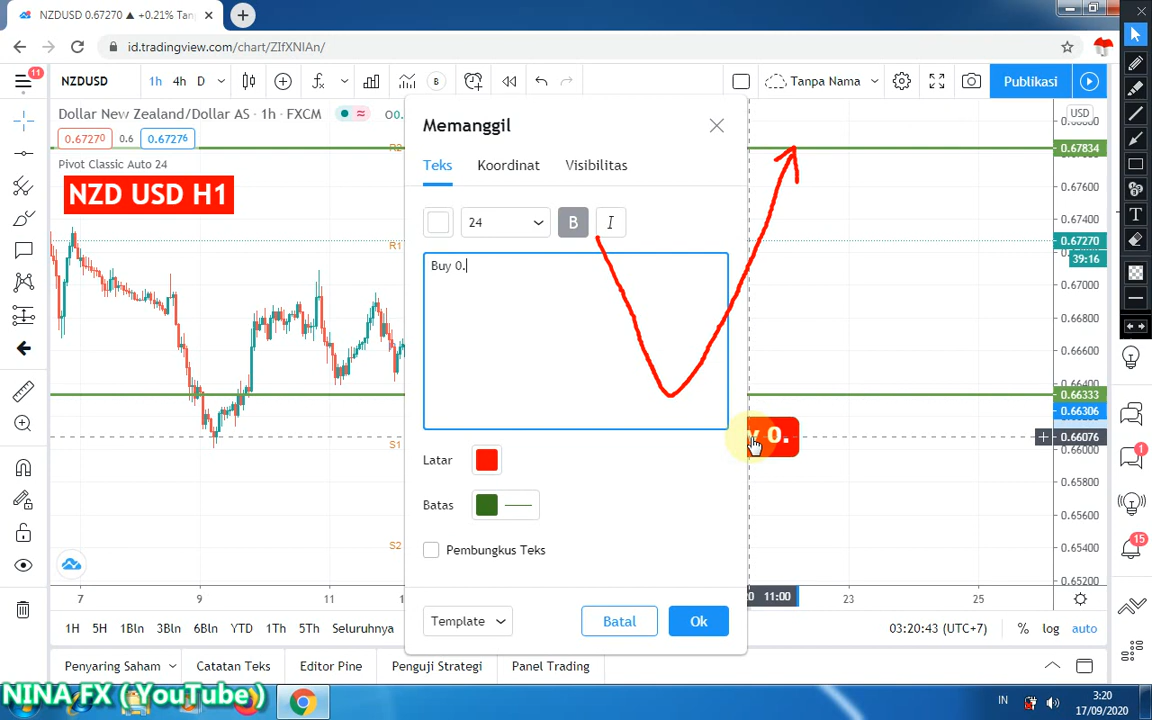 NZDUSD 0.67270 ▲ +0.21% Tan
id.tradingview.com/chart/ZIfXNIAn/
11
NZDUSD
1h 4h D
B
Tanpa Nama
Publikasi
Dollar New Zealand/Dollar AS · 1h · FXCM
O0.
0.67270 0.6 0.67276
Pivot Classic Auto 24
NZD USD H1
R2
R1
S1
S2
Memanggil
Teks Koordinat Visibilitas
24 B I
Buy 0.
y 0.
Latar
Batas
Pembungkus Teks
Template Batal Ok
USD
0.67834
0.67600
0.67400
0.67270
39:16
0.67000
0.66800
0.66600
0.66400
0.66333
0.66306
0.66076
0.66000
0.65800
0.65600
0.65400
0.65200
T
1
15
7 9 11 11:00 23 25
1H 5H 1Bln 3Bln 6Bln YTD 1Th 5Th Seluruhnya 03:20:43 (UTC+7) % log auto
Penyaring Saham Catatan Teks Editor Pine Penguji Strategi Panel Trading
NINA FX (YouTube)
IN 3:20
17/09/2020